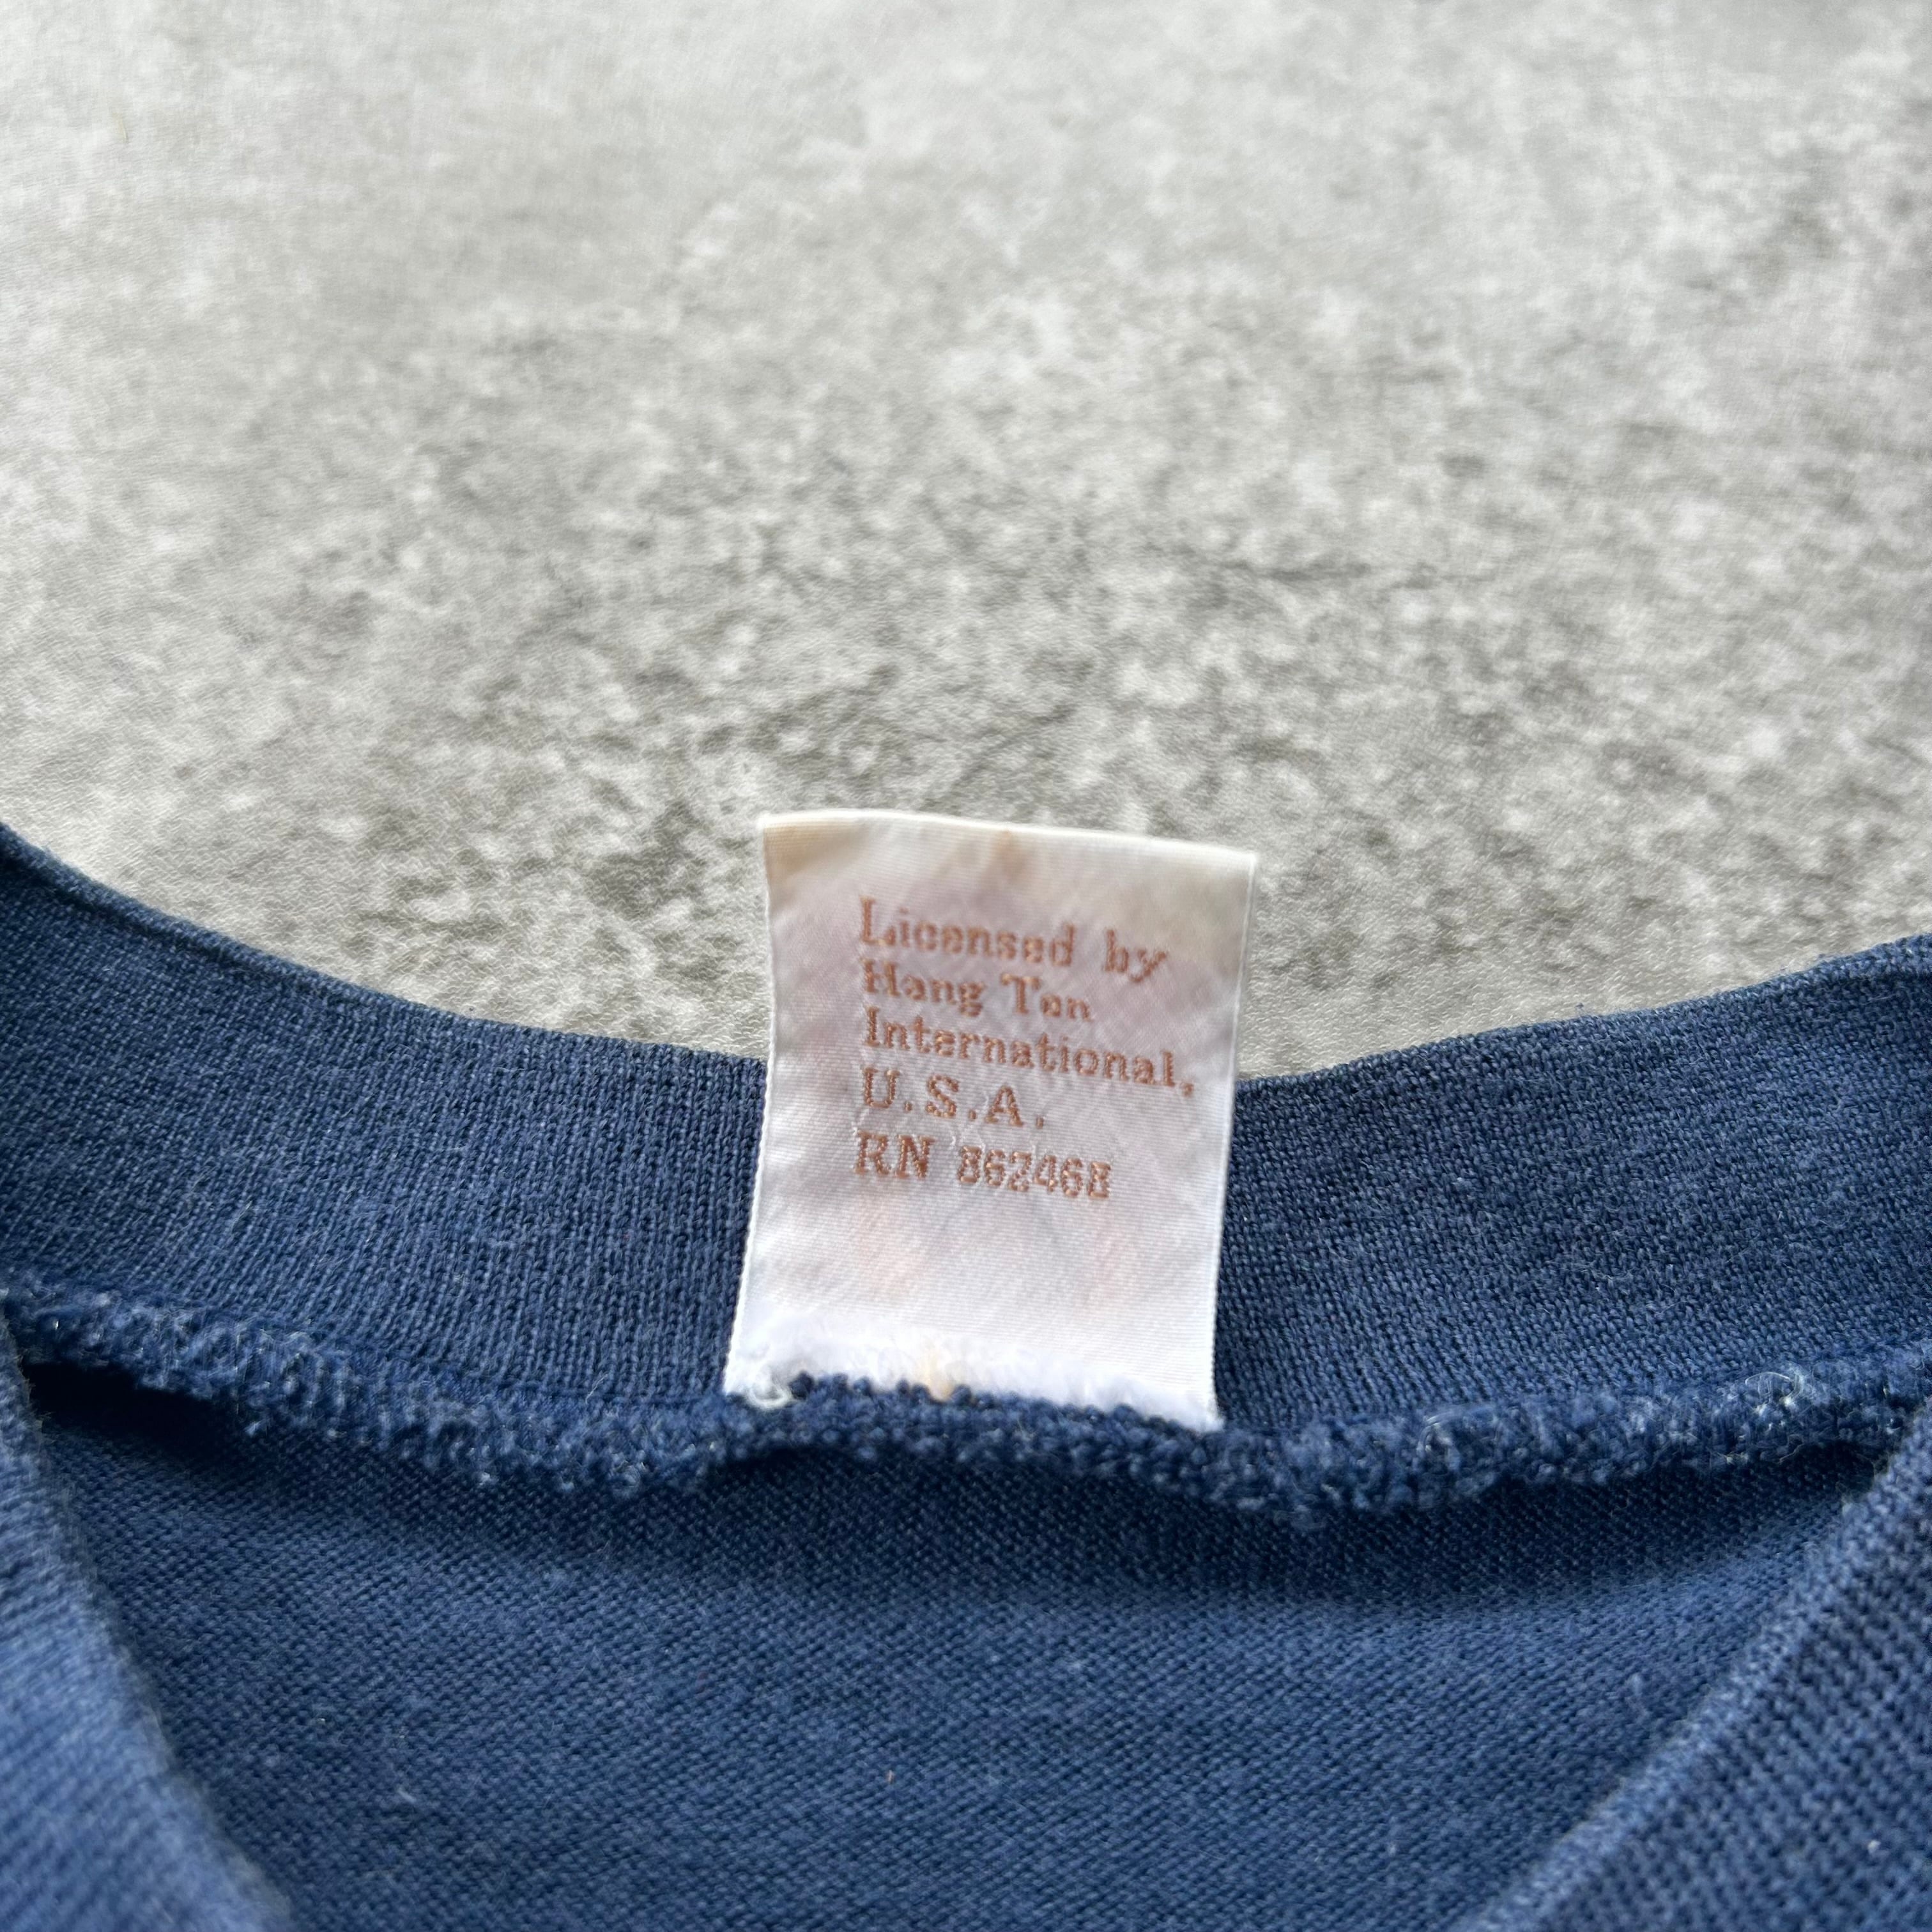 Licensed by
Hang Ten
International,
U.S.A.
RN 862468